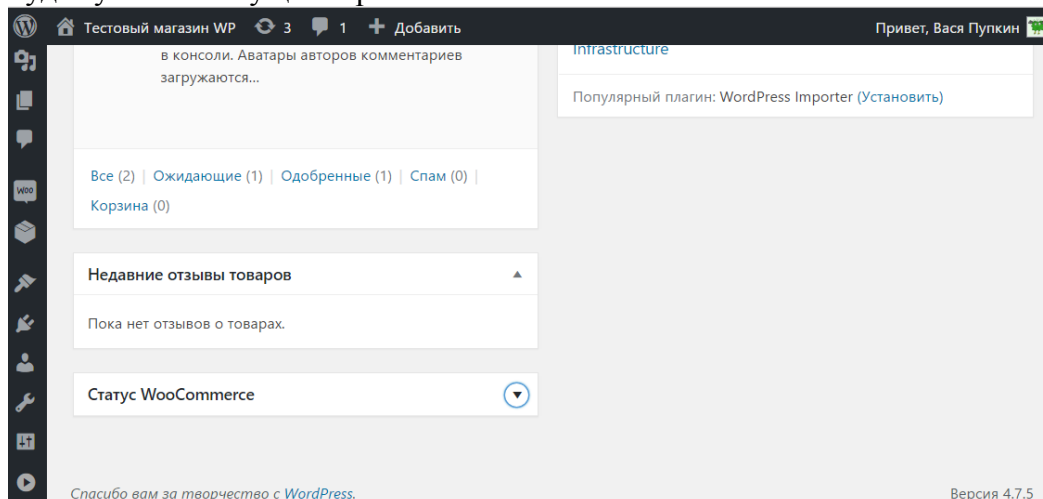 Тестовый магазин WP 3 1 + Добавить Привет, Вася Пупкин
в консоли. Аватары авторов комментариев
загружаются...
Infrastructure
Популярный плагин: WordPress Importer (Установить)
Все (2) | Ожидающие (1) | Одобренные (1) | Спам (0) |
Корзина (0)
Woo
Недавние отзывы товаров
Пока нет отзывов о товарах.
Статус WooCommerce
Спасибо вам за творчество с WordPress. Версия 4.7.5